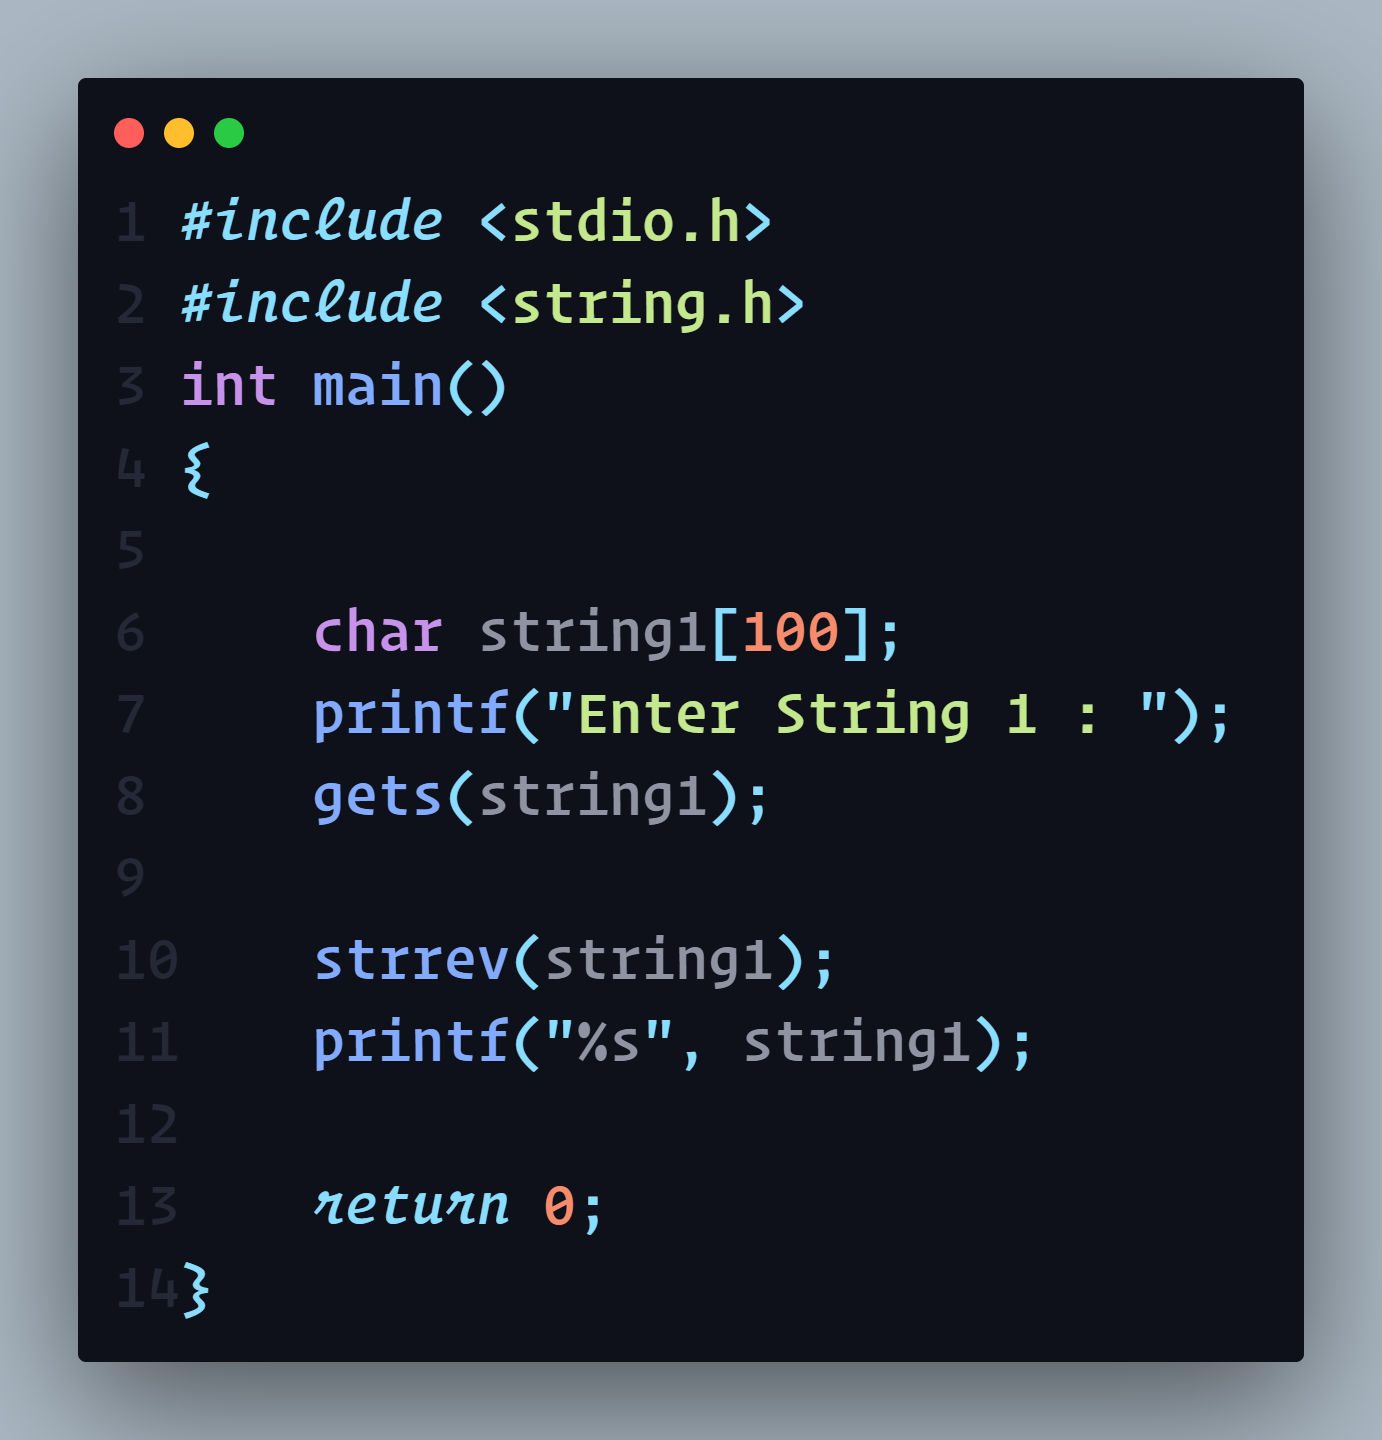 1 #include <stdio.h>
2 #include <string.h>
3 int main()
4 {
5
6     char string1[100];
7     printf("Enter String 1 : ");
8     gets(string1);
9
10    strrev(string1);
11    printf("%s", string1);
12
13    return 0;
14}